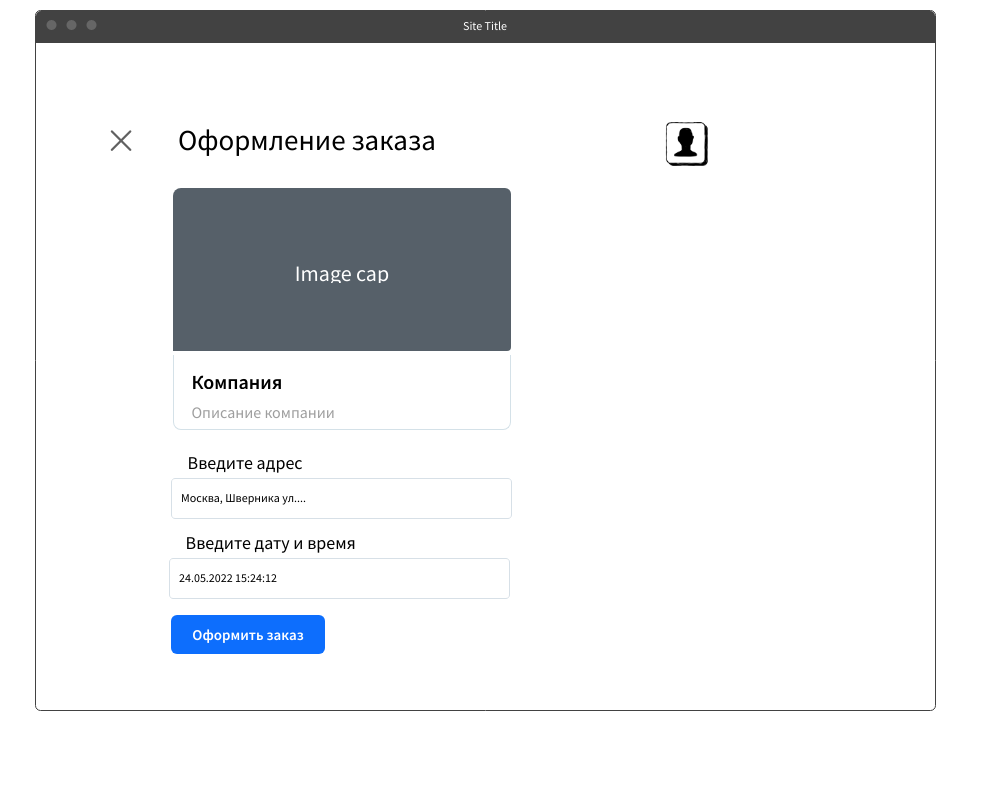 Site Title
Оформление заказа
Image cap
Компания
Описание компании
Введите адрес
Москва, Шверника ул....
Введите дату и время
24.05.2022 15:24:12
Оформить заказ